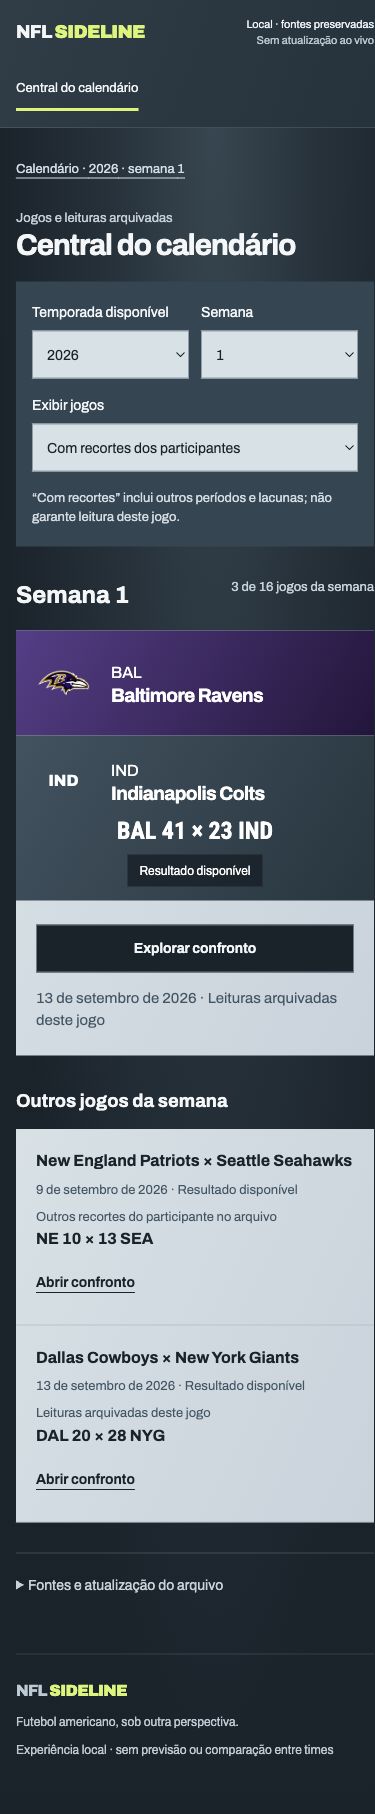 NFL SIDELINE
Local · fontes preservadas
Sem atualização ao vivo
Central do calendário
Calendário · 2026 · semana 1
Jogos e leituras arquivadas
Central do calendário
Temporada disponível
Semana
2026
1
Exibir jogos
Com recortes dos participantes
“Com recortes” inclui outros períodos e lacunas; não
garante leitura deste jogo.
Semana 1
3 de 16 jogos da semana
BAL
Baltimore Ravens
IND
IND
Indianapolis Colts
BAL 41 × 23 IND
Resultado disponível
Explorar confronto
13 de setembro de 2026 · Leituras arquivadas
deste jogo
Outros jogos da semana
New England Patriots × Seattle Seahawks
9 de setembro de 2026 · Resultado disponível
Outros recortes do participante no arquivo
NE 10 × 13 SEA
Abrir confronto
Dallas Cowboys × New York Giants
13 de setembro de 2026 · Resultado disponível
Leituras arquivadas deste jogo
DAL 20 × 28 NYG
Abrir confronto
Fontes e atualização do arquivo
NFL SIDELINE
Futebol americano, sob outra perspectiva.
Experiência local · sem previsão ou comparação entre times